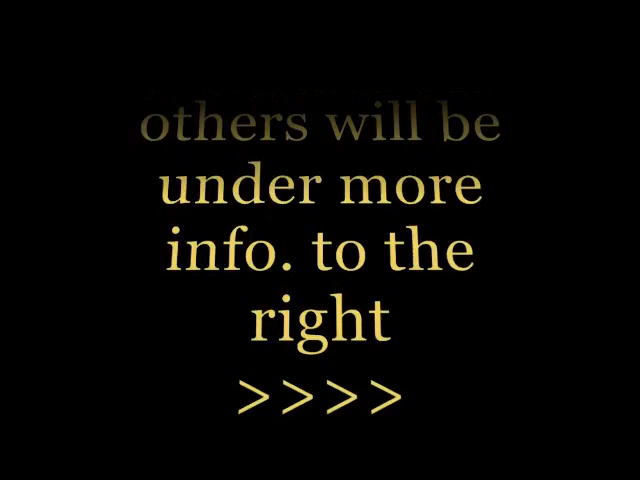 others will be
under more
info. to the
right
>>>>